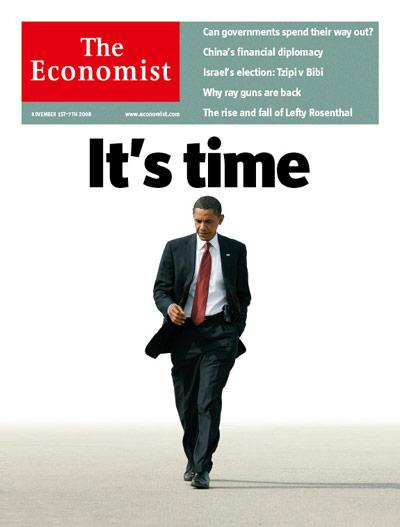 The
Economist
NOVEMBER 1ST-7TH 2008
www.economist.com
Can governments spend their way out?
China's financial diplomacy
Israel's election: Tzipi v Bibi
Why ray guns are back
The rise and fall of Lefty Rosenthal
It's time